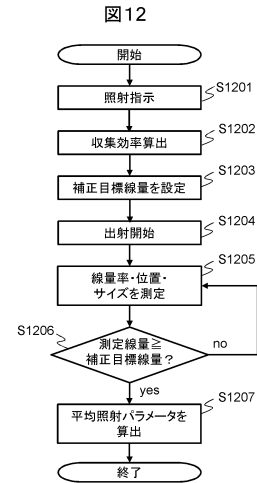 図12
開始
照射指示
S1201
収集効率算出
S1202
補正目標線量を設定
S1203
出射開始
S1204
線量率・位置・
サイズを測定
S1205
S1206
測定線量≧
補正目標線量？
no
yes
平均照射パラメータを
算出
S1207
終了